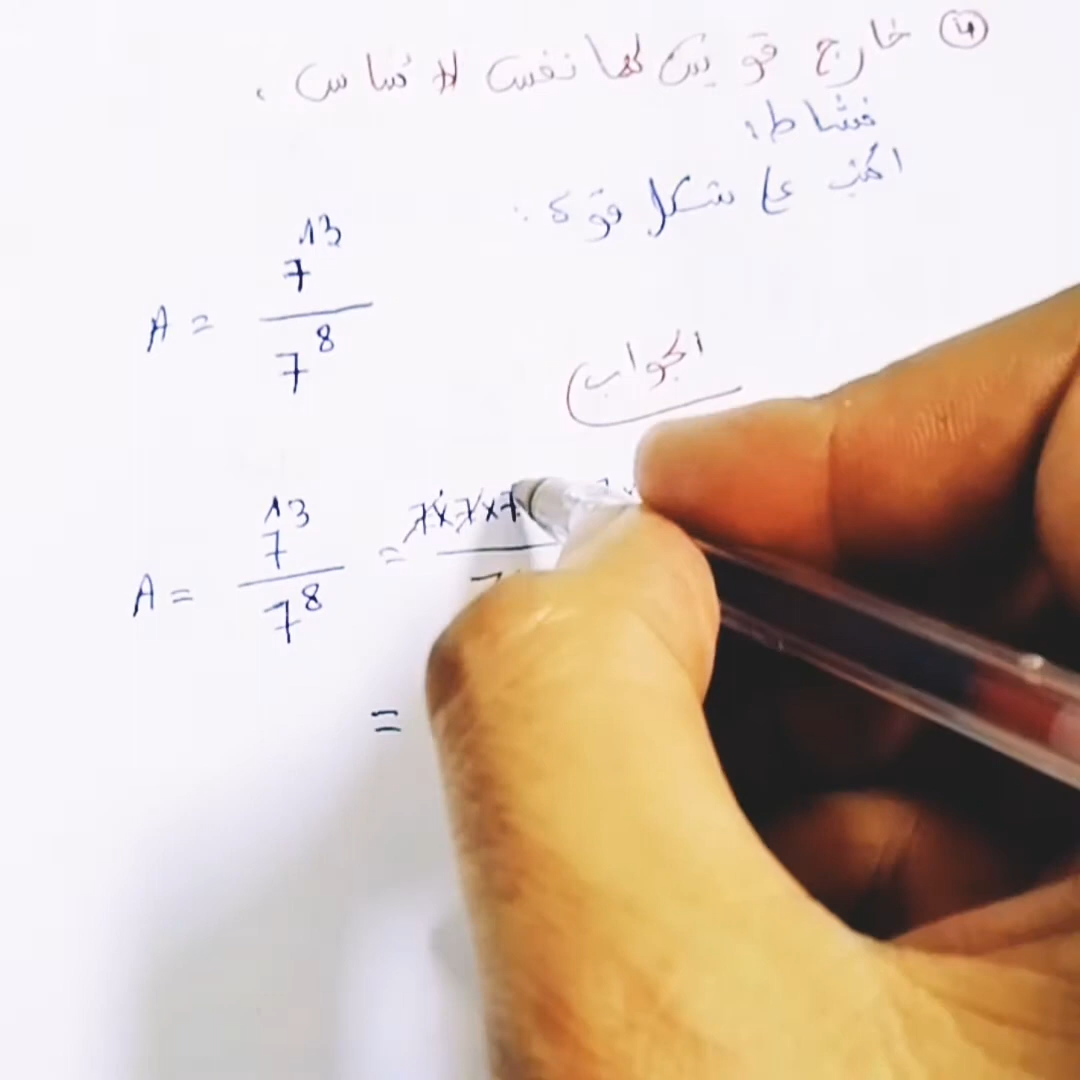 ④ خارج قوتين لهما نفس الأساس .
نشاط :
اكتب على شكل قوة :
A = 7^13 / 7^8
الجواب
A = 7^13 / 7^8 = 7×7×7
=